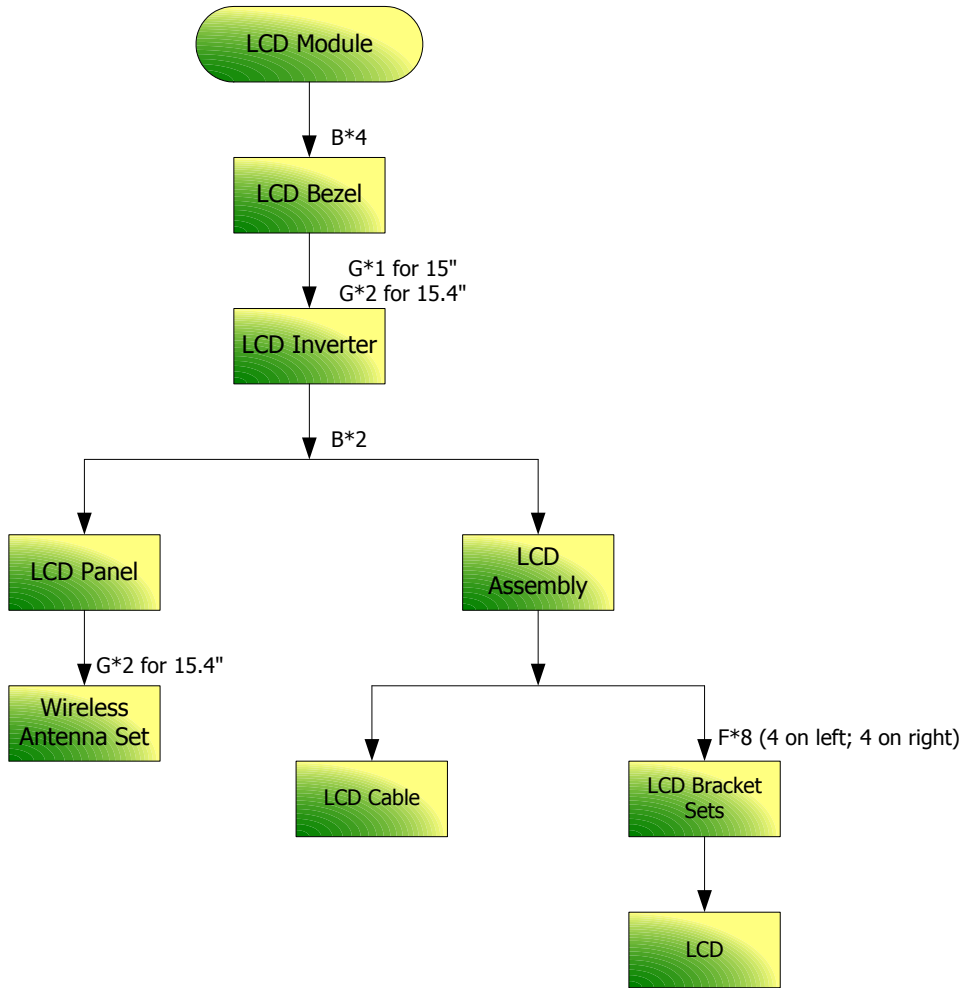 LCD Module
B*4
LCD Bezel
G*1 for 15"
G*2 for 15.4"
LCD Inverter
B*2
LCD Panel
LCD
Assembly
G*2 for 15.4"
Wireless
Antenna Set
F*8 (4 on left; 4 on right)
LCD Cable
LCD Bracket
Sets
LCD